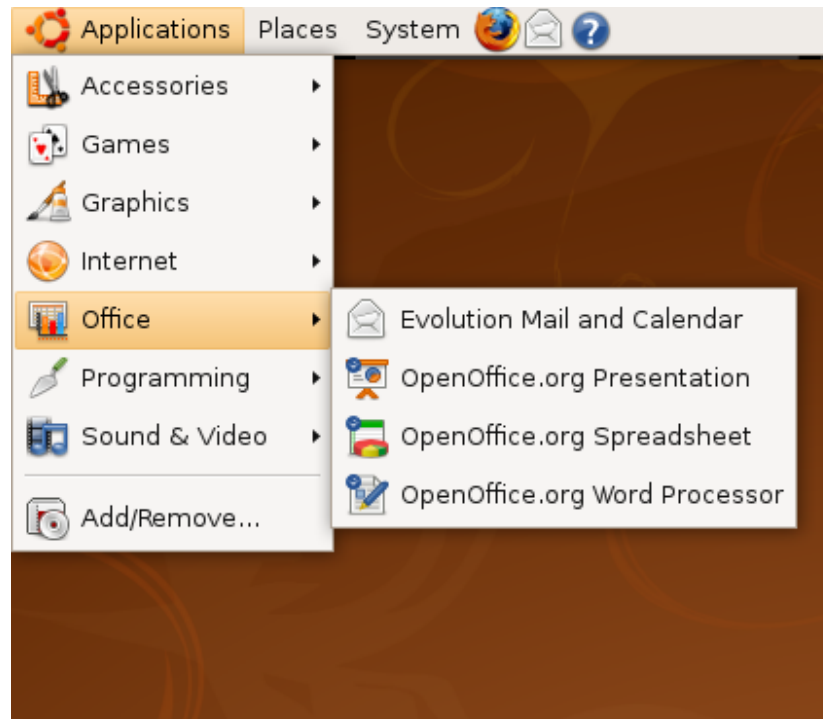 Applications Places System
Accessories
Games
Graphics
Internet
Office
Programming
Sound & Video
Add/Remove...
Evolution Mail and Calendar
OpenOffice.org Presentation
OpenOffice.org Spreadsheet
OpenOffice.org Word Processor